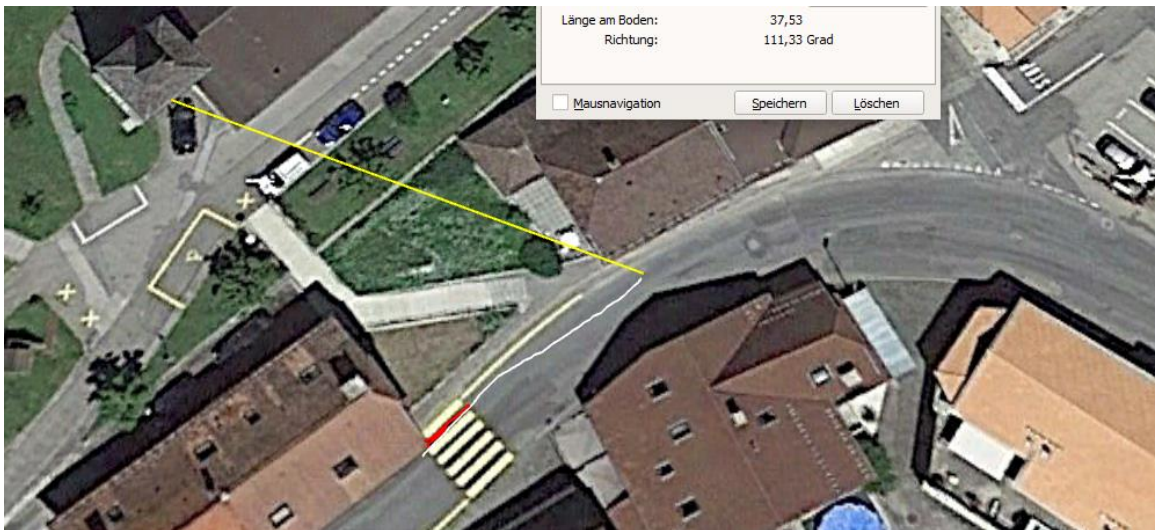 Länge am Boden: 37,53
Richtung: 111,33 Grad
Mausnavigation Speichern Löschen
P